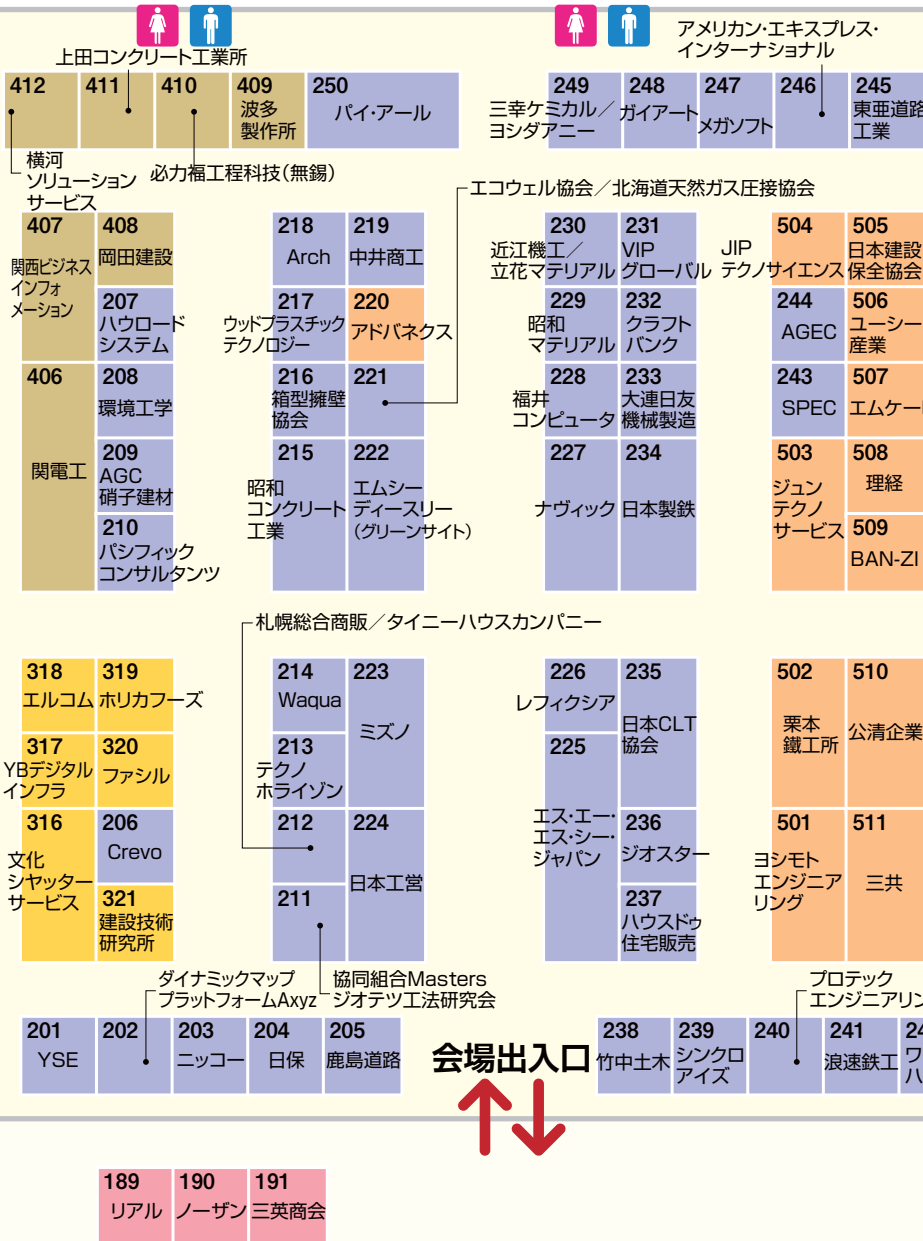 アメリカン・エキスプレス・
インターナショナル
上田コンクリート工業所
412
411
410
409
波多
製作所
250
パイ・アール
249
三幸ケミカル／
ヨシダアニー
248
ガイアート
247
メガソフト
246
245
東亜道路
工業
横河
ソリューション
サービス
必力福工程科技(無錫)
エコウェル協会／北海道天然ガス圧接協会
407
関西ビジネス
インフォ
メーション
408
岡田建設
207
ハウロード
システム
406
関電工
208
環境工学
209
AGC
硝子建材
210
パシフィック
コンサルタンツ
218
Arch
219
中井商工
217
ウッドプラスチック
テクノロジー
220
アドバネクス
216
箱型擁壁
協会
221
215
昭和
コンクリート
工業
222
エムシー
ディースリー
(グリーンサイト)
230
近江機工／
立花マテリアル
231
VIP
グローバル
229
昭和
マテリアル
232
クラフト
バンク
228
福井
コンピュータ
233
大連日友
機械製造
227
ナヴィック
234
日本製鉄
504
JIP
テクノサイエンス
505
日本建設
保全協会
244
AGEC
506
ユーシー
産業
243
SPEC
507
エムケー
503
ジュン
テクノ
サービス
508
理経
509
BAN-ZI
札幌総合商販／タイニーハウスカンパニー
318
エルコム
319
ホリカフーズ
317
YBデジタル
インフラ
320
ファシル
316
文化
シヤッター
サービス
206
Crevo
321
建設技術
研究所
214
Waqua
223
ミズノ
213
テクノ
ホライゾン
212
224
日本工営
211
226
レフィクシア
235
日本CLT
協会
225
エス・エー・
エス・シー・
ジャパン
236
ジオスター
237
ハウスドゥ
住宅販売
502
栗本
鐵工所
510
公清企業
501
ヨシモト
エンジニア
リング
511
三共
ダイナミックマップ
プラットフォームAxyz
協同組合Masters
ジオテツ工法研究会
プロテック
エンジニアリン
201
YSE
202
203
ニッコー
204
日保
205
鹿島道路
会場出入口
238
竹中土木
239
シンクロ
アイズ
240
241
浪速鉄工
24
ワ
ハ
189
リアル
190
ノーザン
191
三英商会